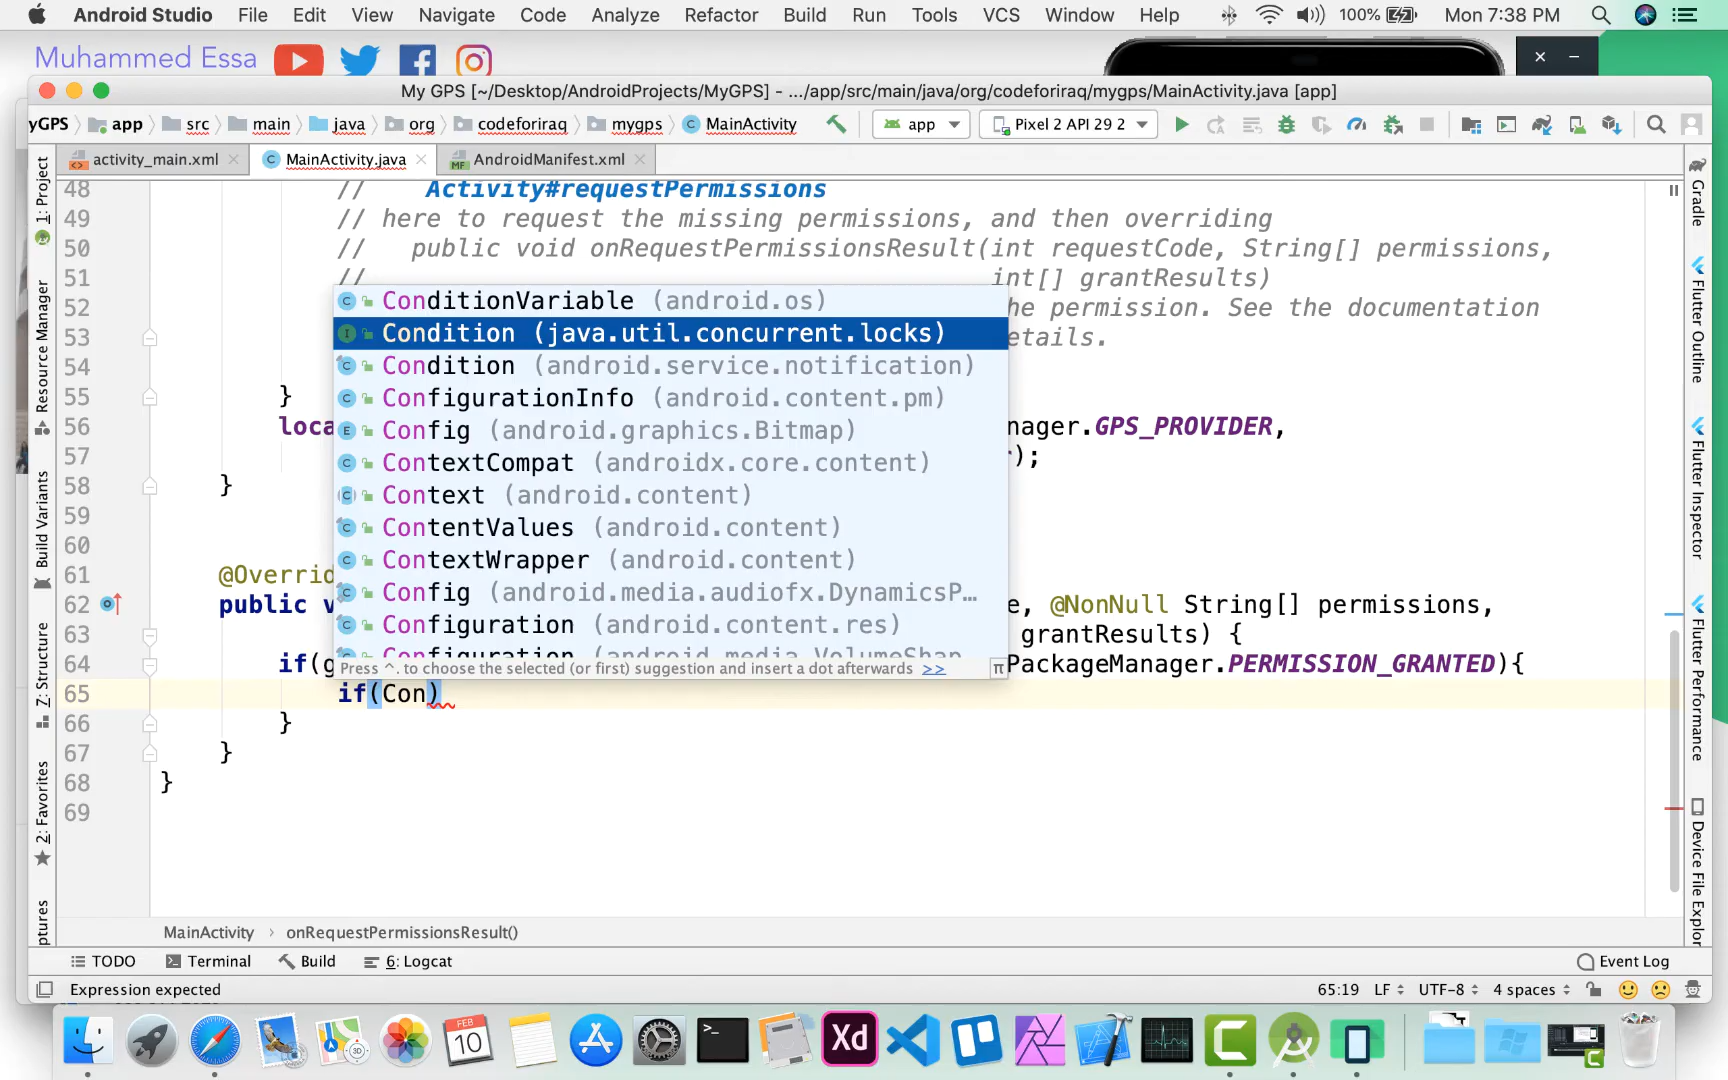 Android Studio File Edit View Navigate Code Analyze Refactor Build Run Tools VCS Window Help 100% Mon 7:38 PM
Muhammed Essa
My GPS [~/Desktop/AndroidProjects/MyGPS] - .../app/src/main/java/org/codeforiraq/mygps/MainActivity.java [app]
yGPS app src main java org codeforiraq mygps MainActivity app Pixel 2 API 29 2
activity_main.xml MainActivity.java AndroidManifest.xml
48 // Activity#requestPermissions
49 // here to request the missing permissions, and then overriding
50 // public void onRequestPermissionsResult(int requestCode, String[] permissions,
51 // int[] grantResults)
52 he permission. See the documentation
53 etails.
54
55 }
56 loca nager.GPS_PROVIDER,
57 );
58 }
59
60
61 @Overrid
62 public v e, @NonNull String[] permissions,
63 grantResults) {
64 if(g PackageManager.PERMISSION_GRANTED){
65 if(Con)
66 }
67 }
68 }
69
ConditionVariable (android.os)
Condition (java.util.concurrent.locks)
Condition (android.service.notification)
ConfigurationInfo (android.content.pm)
Config (android.graphics.Bitmap)
ContextCompat (androidx.core.content)
Context (android.content)
ContentValues (android.content)
ContextWrapper (android.content)
Config (android.media.audiofx.DynamicsP…
Configuration (android.content.res)
Configuration (android.media.VolumeShap
Press ^. to choose the selected (or first) suggestion and insert a dot afterwards >> π
1: Project
Resource Manager
Build Variants
7: Structure
2: Favorites
ptures
Gradle
Flutter Outline
Flutter Inspector
Flutter Performance
Device File Explor
MainActivity › onRequestPermissionsResult()
TODO Terminal Build 6: Logcat Event Log
Expression expected 65:19 LF UTF-8 4 spaces
FEB
10
3D
Xd